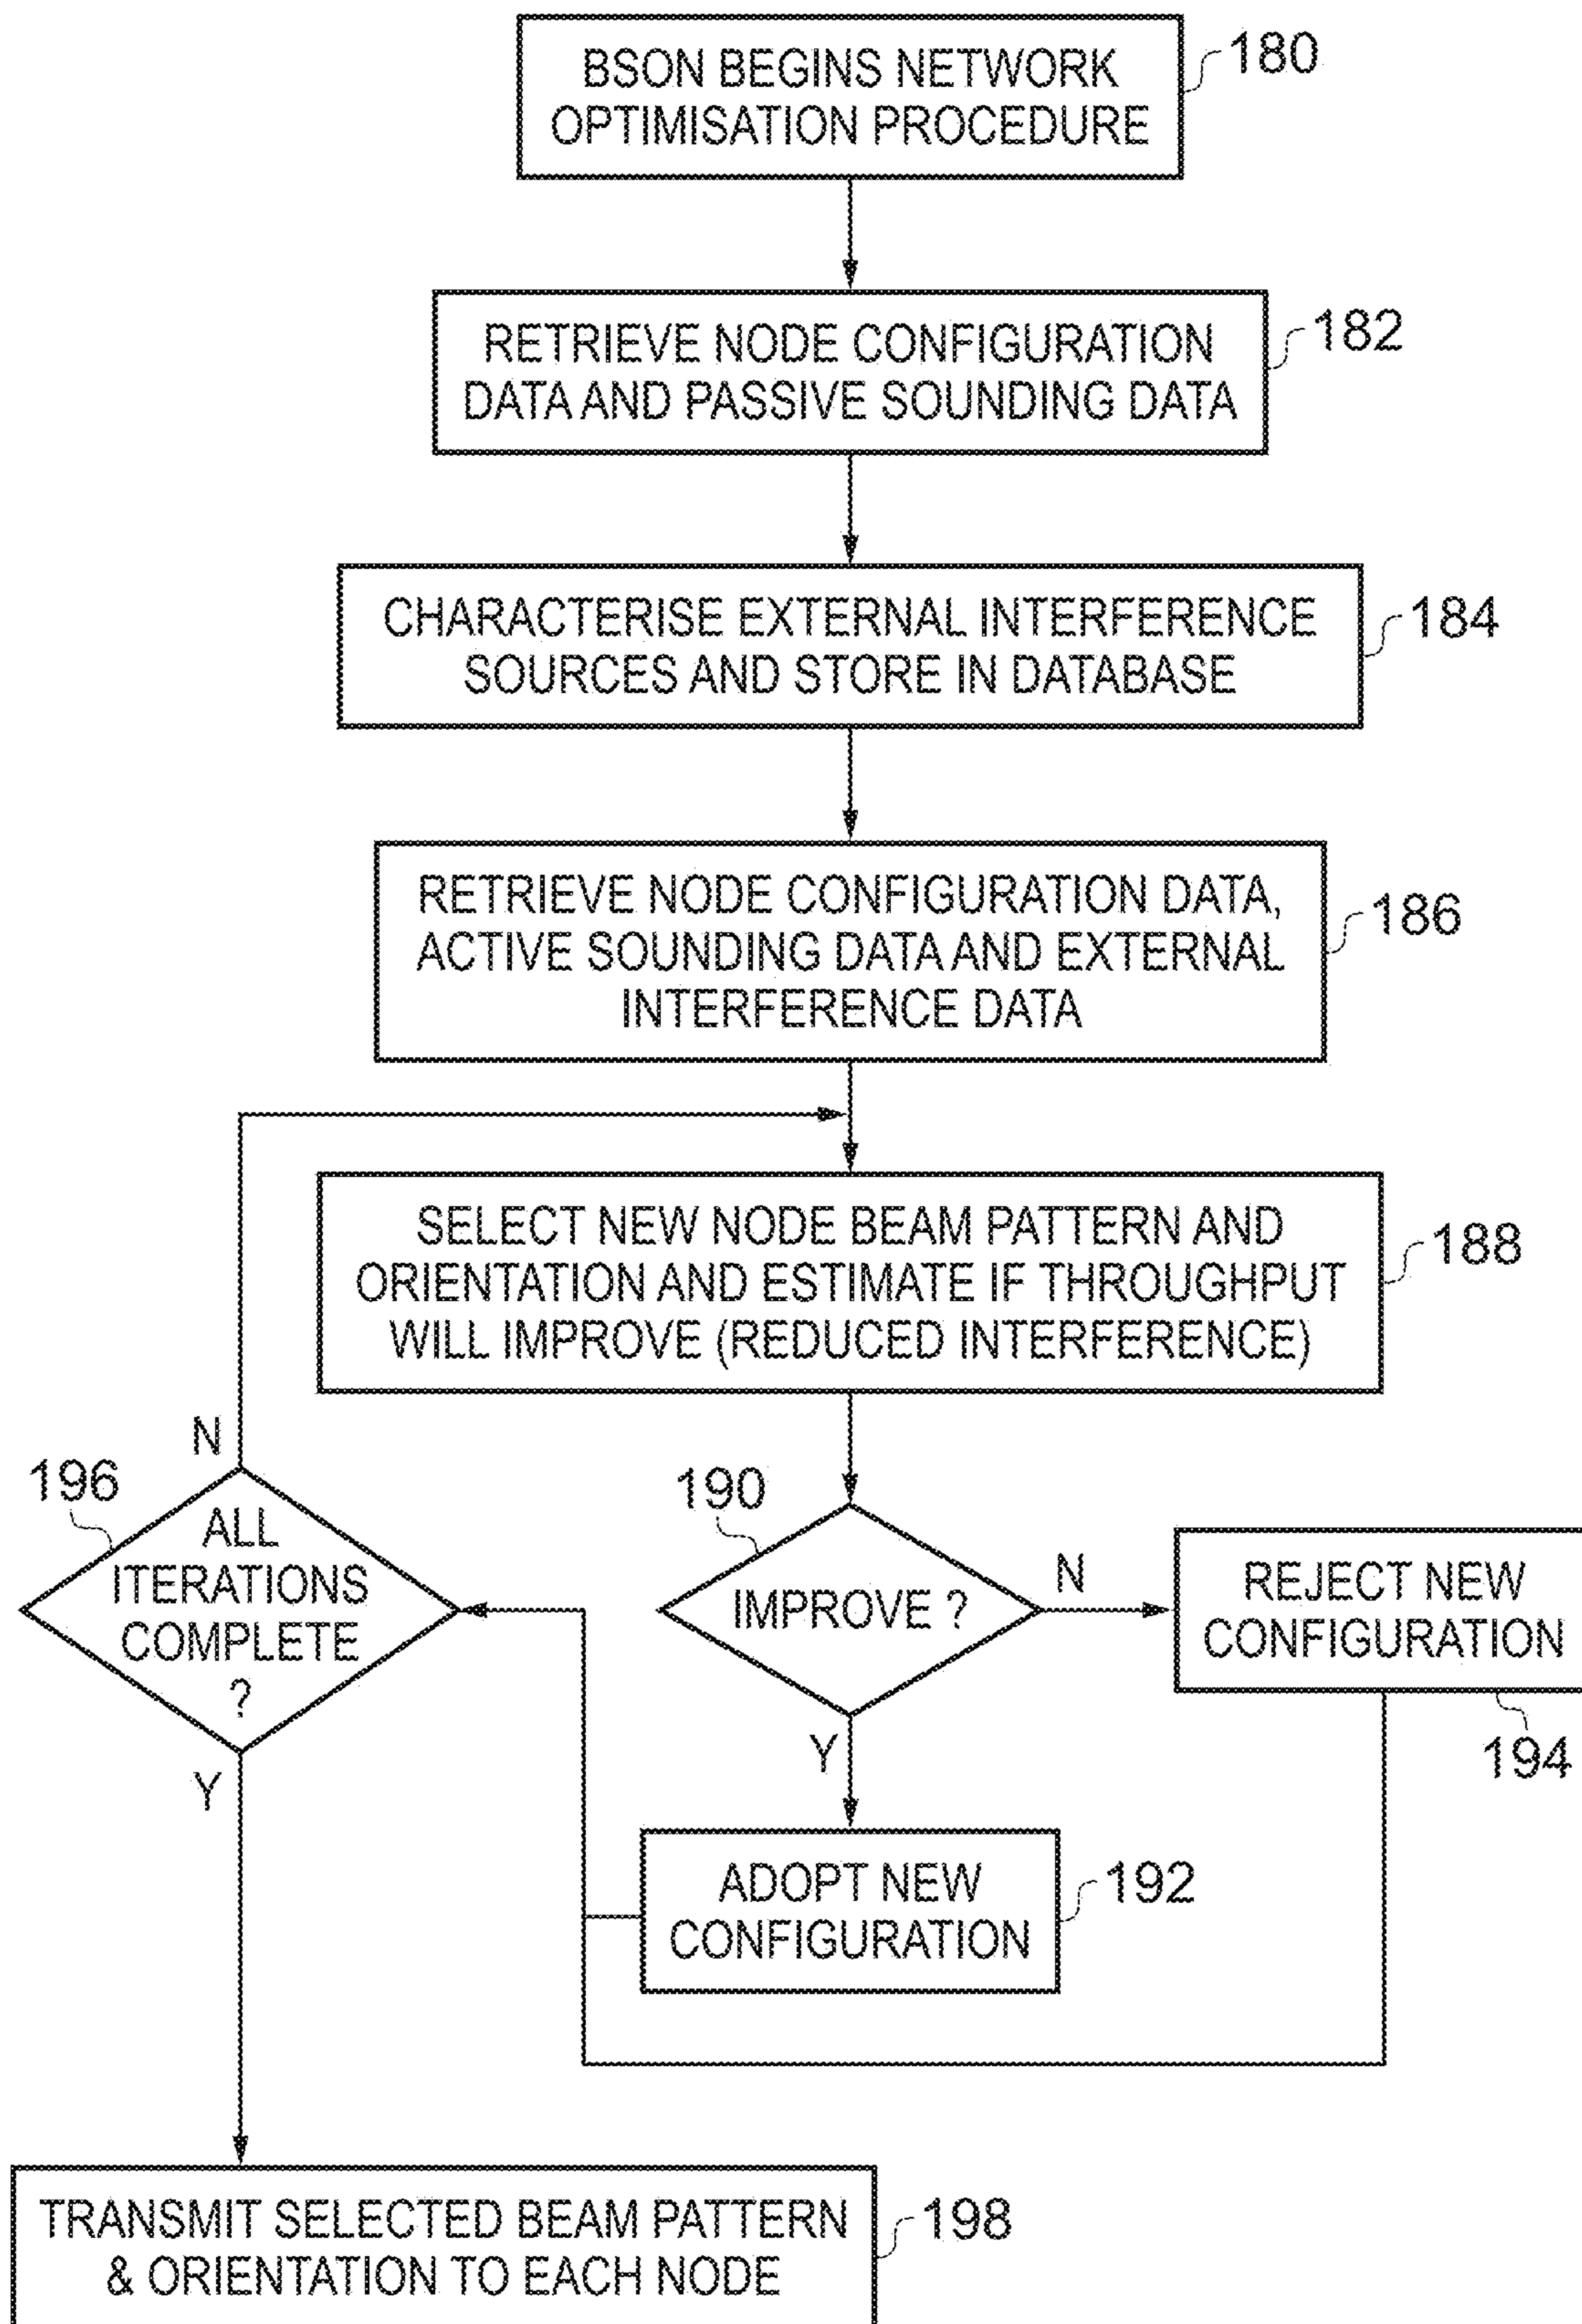 BSON BEGINS NETWORK
OPTIMISATION PROCEDURE
180
RETRIEVE NODE CONFIGURATION
DATA AND PASSIVE SOUNDING DATA
182
CHARACTERISE EXTERNAL INTERFERENCE
SOURCES AND STORE IN DATABASE
184
RETRIEVE NODE CONFIGURATION DATA,
ACTIVE SOUNDING DATA AND EXTERNAL
INTERFERENCE DATA
186
SELECT NEW NODE BEAM PATTERN AND
ORIENTATION AND ESTIMATE IF THROUGHPUT
WILL IMPROVE (REDUCED INTERFERENCE)
188
N
196
ALL
ITERATIONS
COMPLETE
?
Y
190
IMPROVE ?
N
Y
REJECT NEW
CONFIGURATION
194
ADOPT NEW
CONFIGURATION
192
TRANSMIT SELECTED BEAM PATTERN
& ORIENTATION TO EACH NODE
198